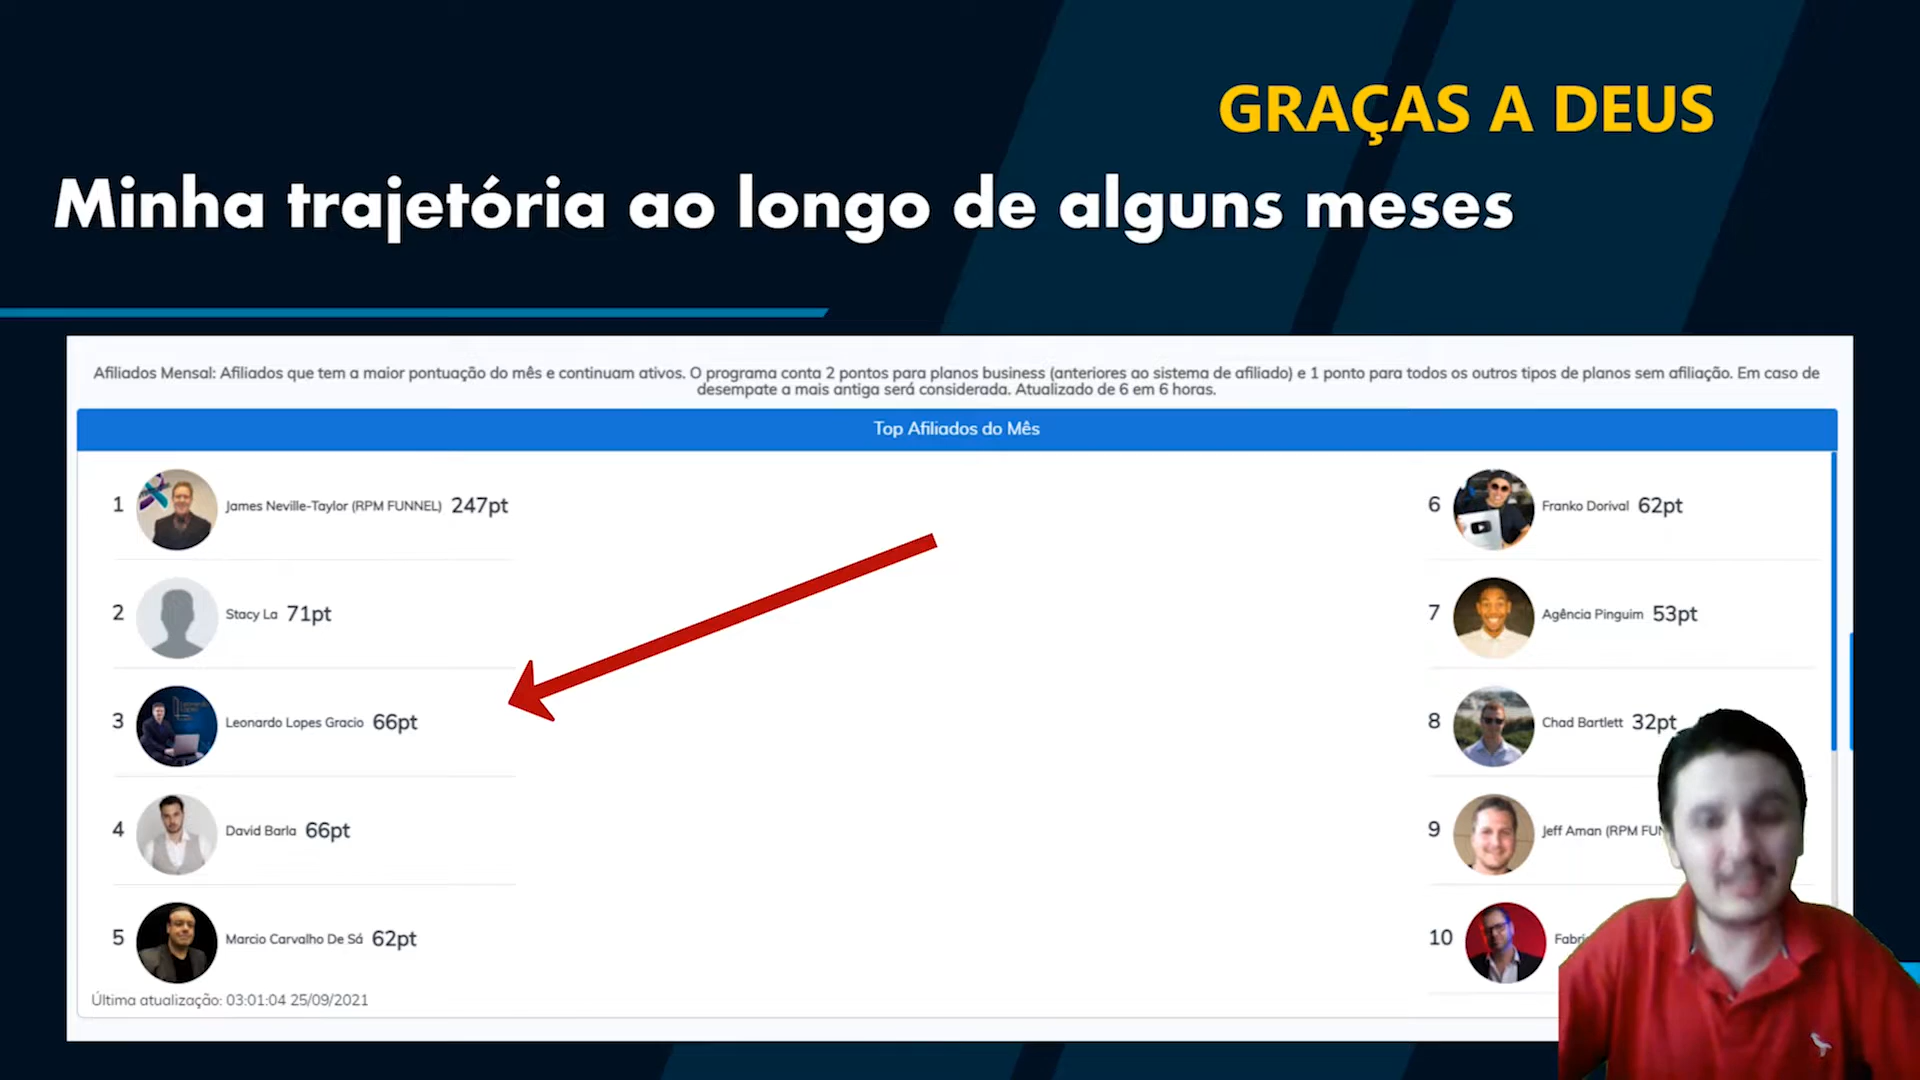 GRAÇAS A DEUS
Minha trajetória ao longo de alguns meses
Afiliados Mensal: Afiliados que tem a maior pontuação do mês e continuam ativos. O programa conta 2 pontos para planos business (anteriores ao sistema de afiliado) e 1 ponto para todos os outros tipos de planos sem afiliação. Em caso de
desempate a mais antiga será considerada. Atualizado de 6 em 6 horas.
Top Afiliados do Mês
1 James Neville-Taylor (RPM FUNNEL) 247pt
2 Stacy La 71pt
3 Leonardo Lopes Gracio 66pt
4 David Barla 66pt
5 Marcio Carvalho De Sá 62pt
6 Franko Dorival 62pt
7 Agência Pinguim 53pt
8 Chad Bartlett 32pt
9 Jeff Aman (RPM
10
Última atualização: 03:01:04 25/09/2021